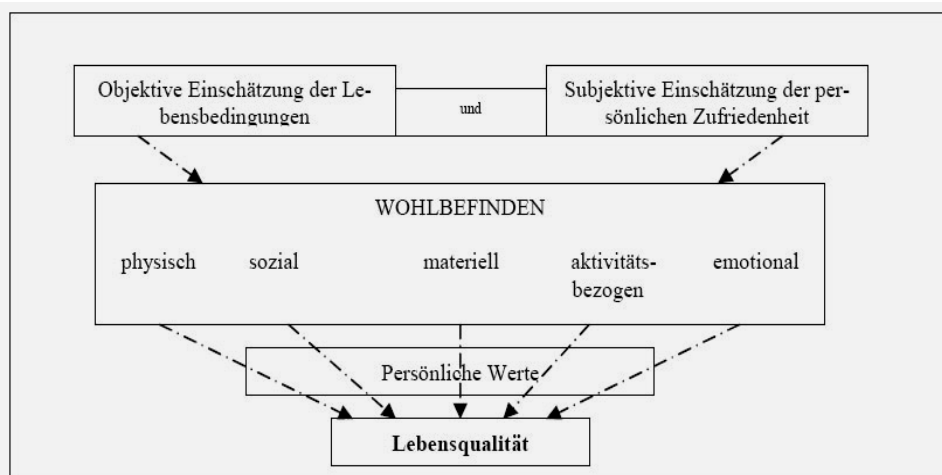 Objektive Einschätzung der Le-
bensbedingungen
und
Subjektive Einschätzung der per-
sönlichen Zufriedenheit
WOHLBEFINDEN
physisch sozial materiell aktivitäts-
bezogen emotional
Persönliche Werte
Lebensqualität